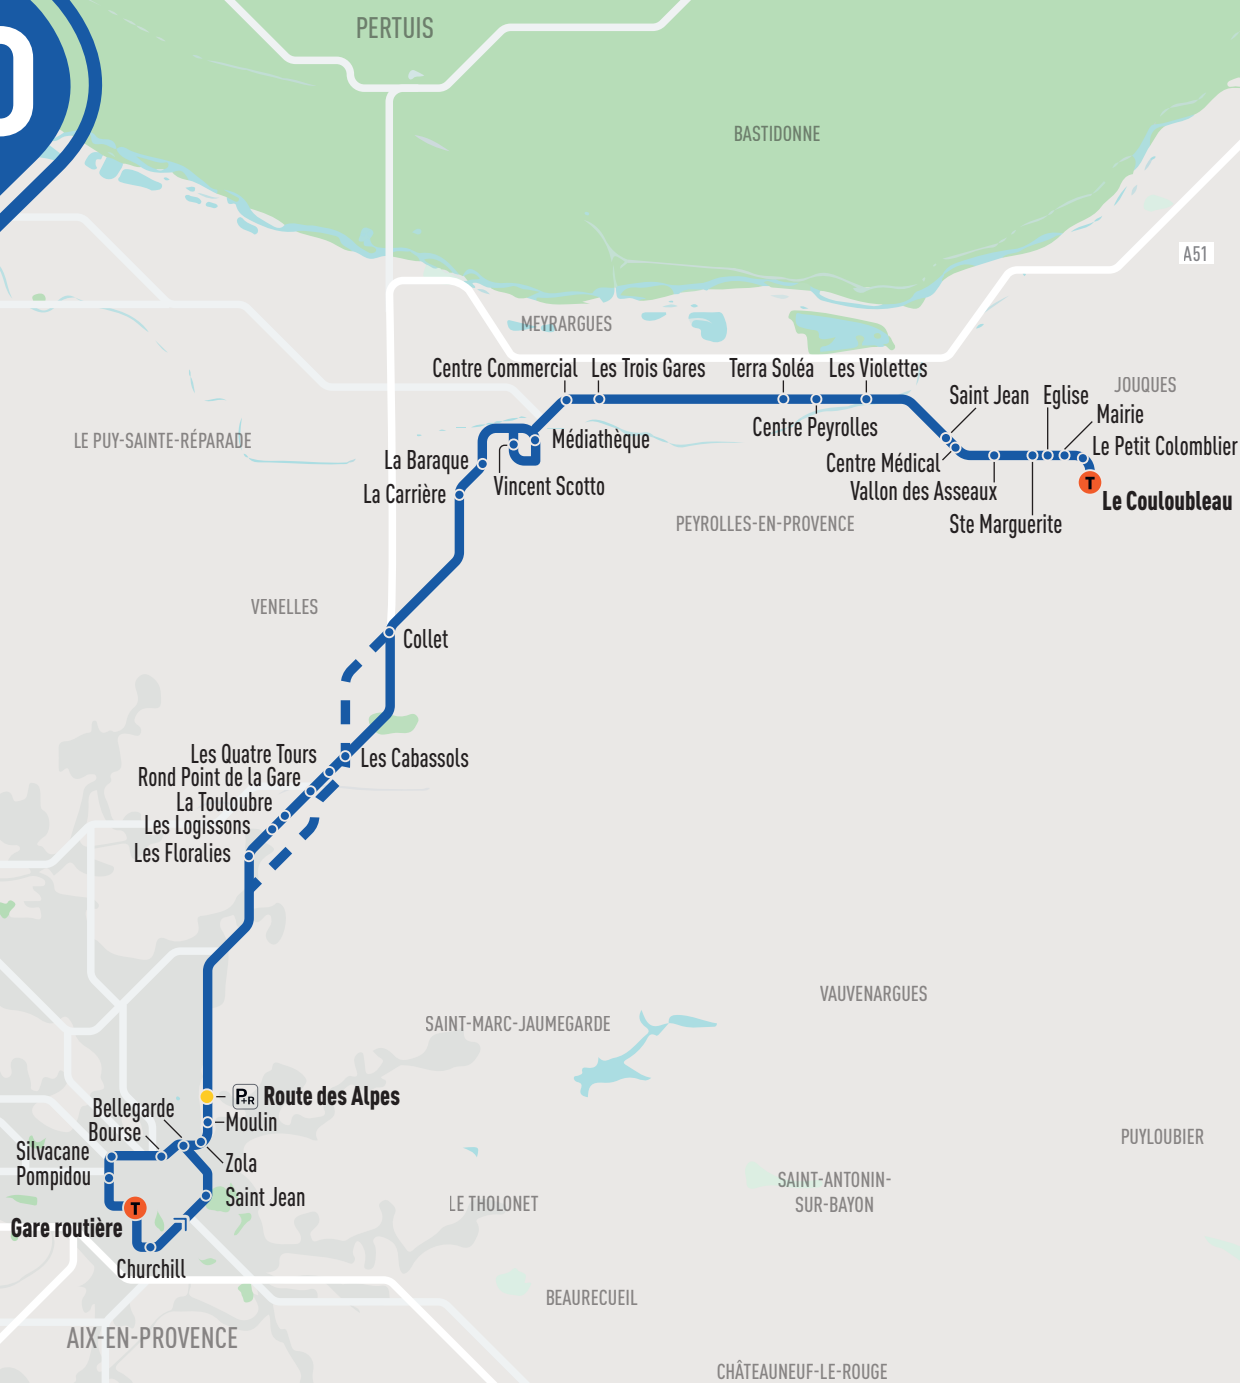 PERTUIS
BASTIDONNE
A51
MEYRARGUES
Centre Commercial
Les Trois Gares
Terra Soléa
Les Violettes
JOUQUES
Saint Jean
Eglise
Mairie
Centre Peyrolles
LE PUY-SAINTE-RÉPARADE
Médiathèque
Le Petit Colomblier
La Baraque
Centre Médical
Vincent Scotto
La Carrière
Vallon des Asseaux
T
Le Couloubleau
PEYROLLES-EN-PROVENCE
Ste Marguerite
VENELLES
Collet
Les Quatre Tours
Les Cabassols
Rond Point de la Gare
La Touloubre
Les Logissons
Les Floralies
VAUVENARGUES
SAINT-MARC-JAUMEGARDE
P+R Route des Alpes
Bellegarde
Moulin
Bourse
PUYLOUBIER
Silvacane
Zola
Pompidou
SAINT-ANTONIN-
SUR-BAYON
Saint Jean
LE THOLONET
T
Gare routière
Churchill
BEAURECUEIL
AIX-EN-PROVENCE
CHÂTEAUNEUF-LE-ROUGE